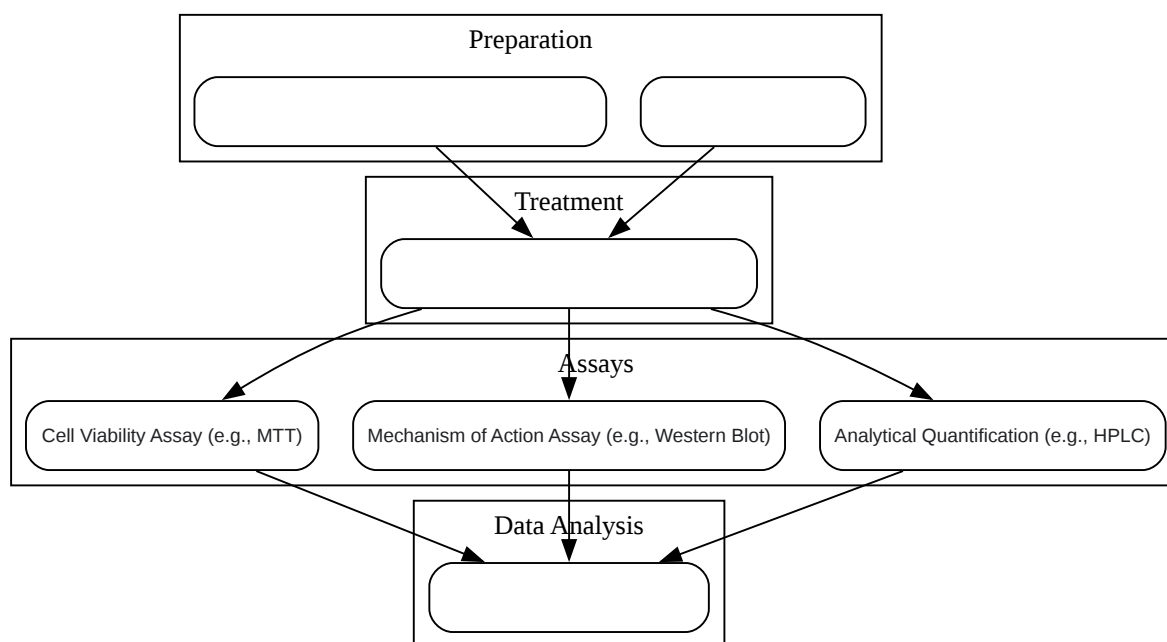 Preparation
Treatment
Assays
Cell Viability Assay (e.g., MTT)
Mechanism of Action Assay (e.g., Western Blot)
Analytical Quantification (e.g., HPLC)
Data Analysis